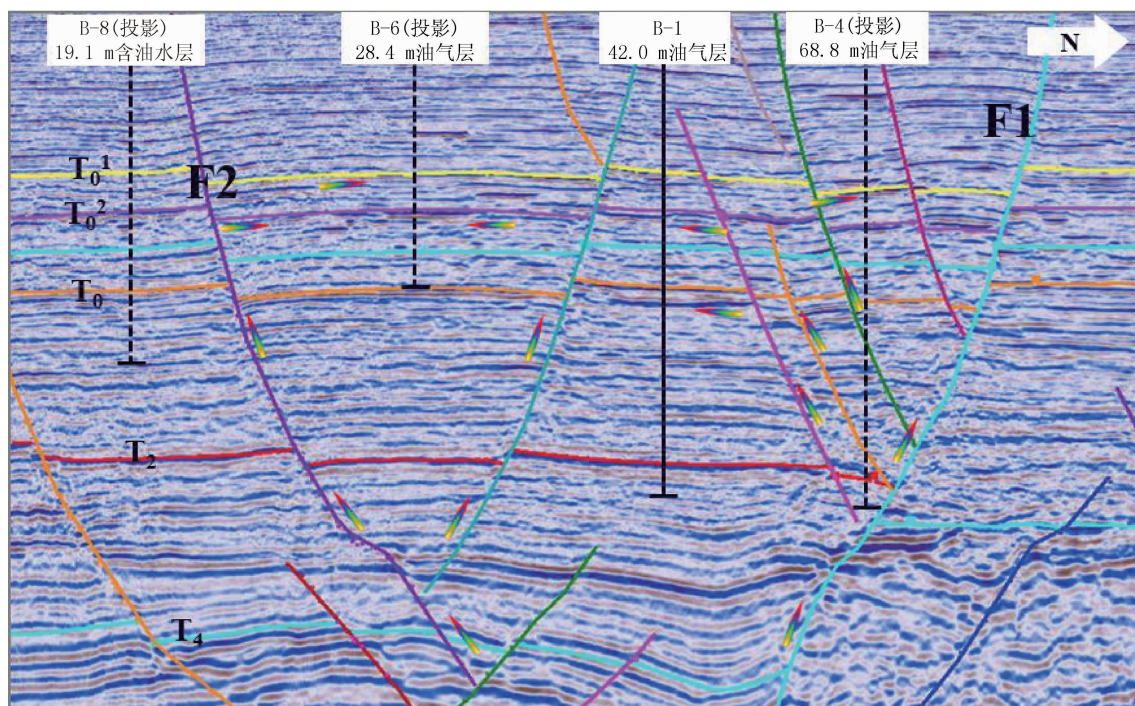 B-8(投影)
19.1 m含油水层
B-6(投影)
28.4 m油气层
B-1
42.0 m油气层
B-4(投影)
68.8 m油气层
N
F1
T₀¹
F2
T₀²
T₀
T₂
T₄